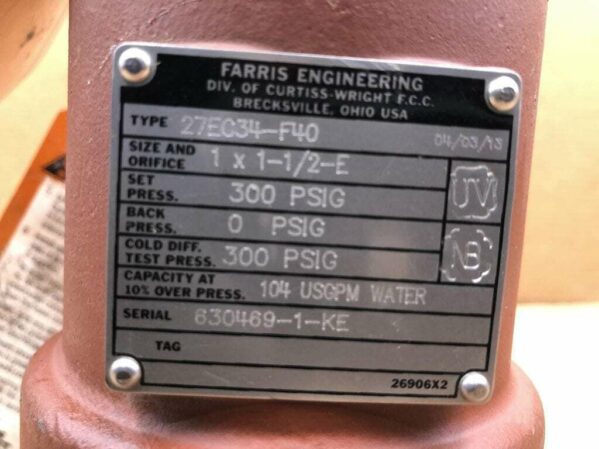 FARRIS ENGINEERING
DIV. OF CURTISS-WRIGHT F.C.C.
BRECKSVILLE, OHIO USA
TYPE 27EC34-F40 04/03/13
SIZE AND ORIFICE 1 x 1-1/2-E
SET PRESS. 300 PSIG
UV
BACK PRESS. 0 PSIG
COLD DIFF. TEST PRESS. 300 PSIG
NB
CAPACITY AT 10% OVER PRESS. 104 USGPM WATER
SERIAL 630469-1-KE
TAG
26906X2